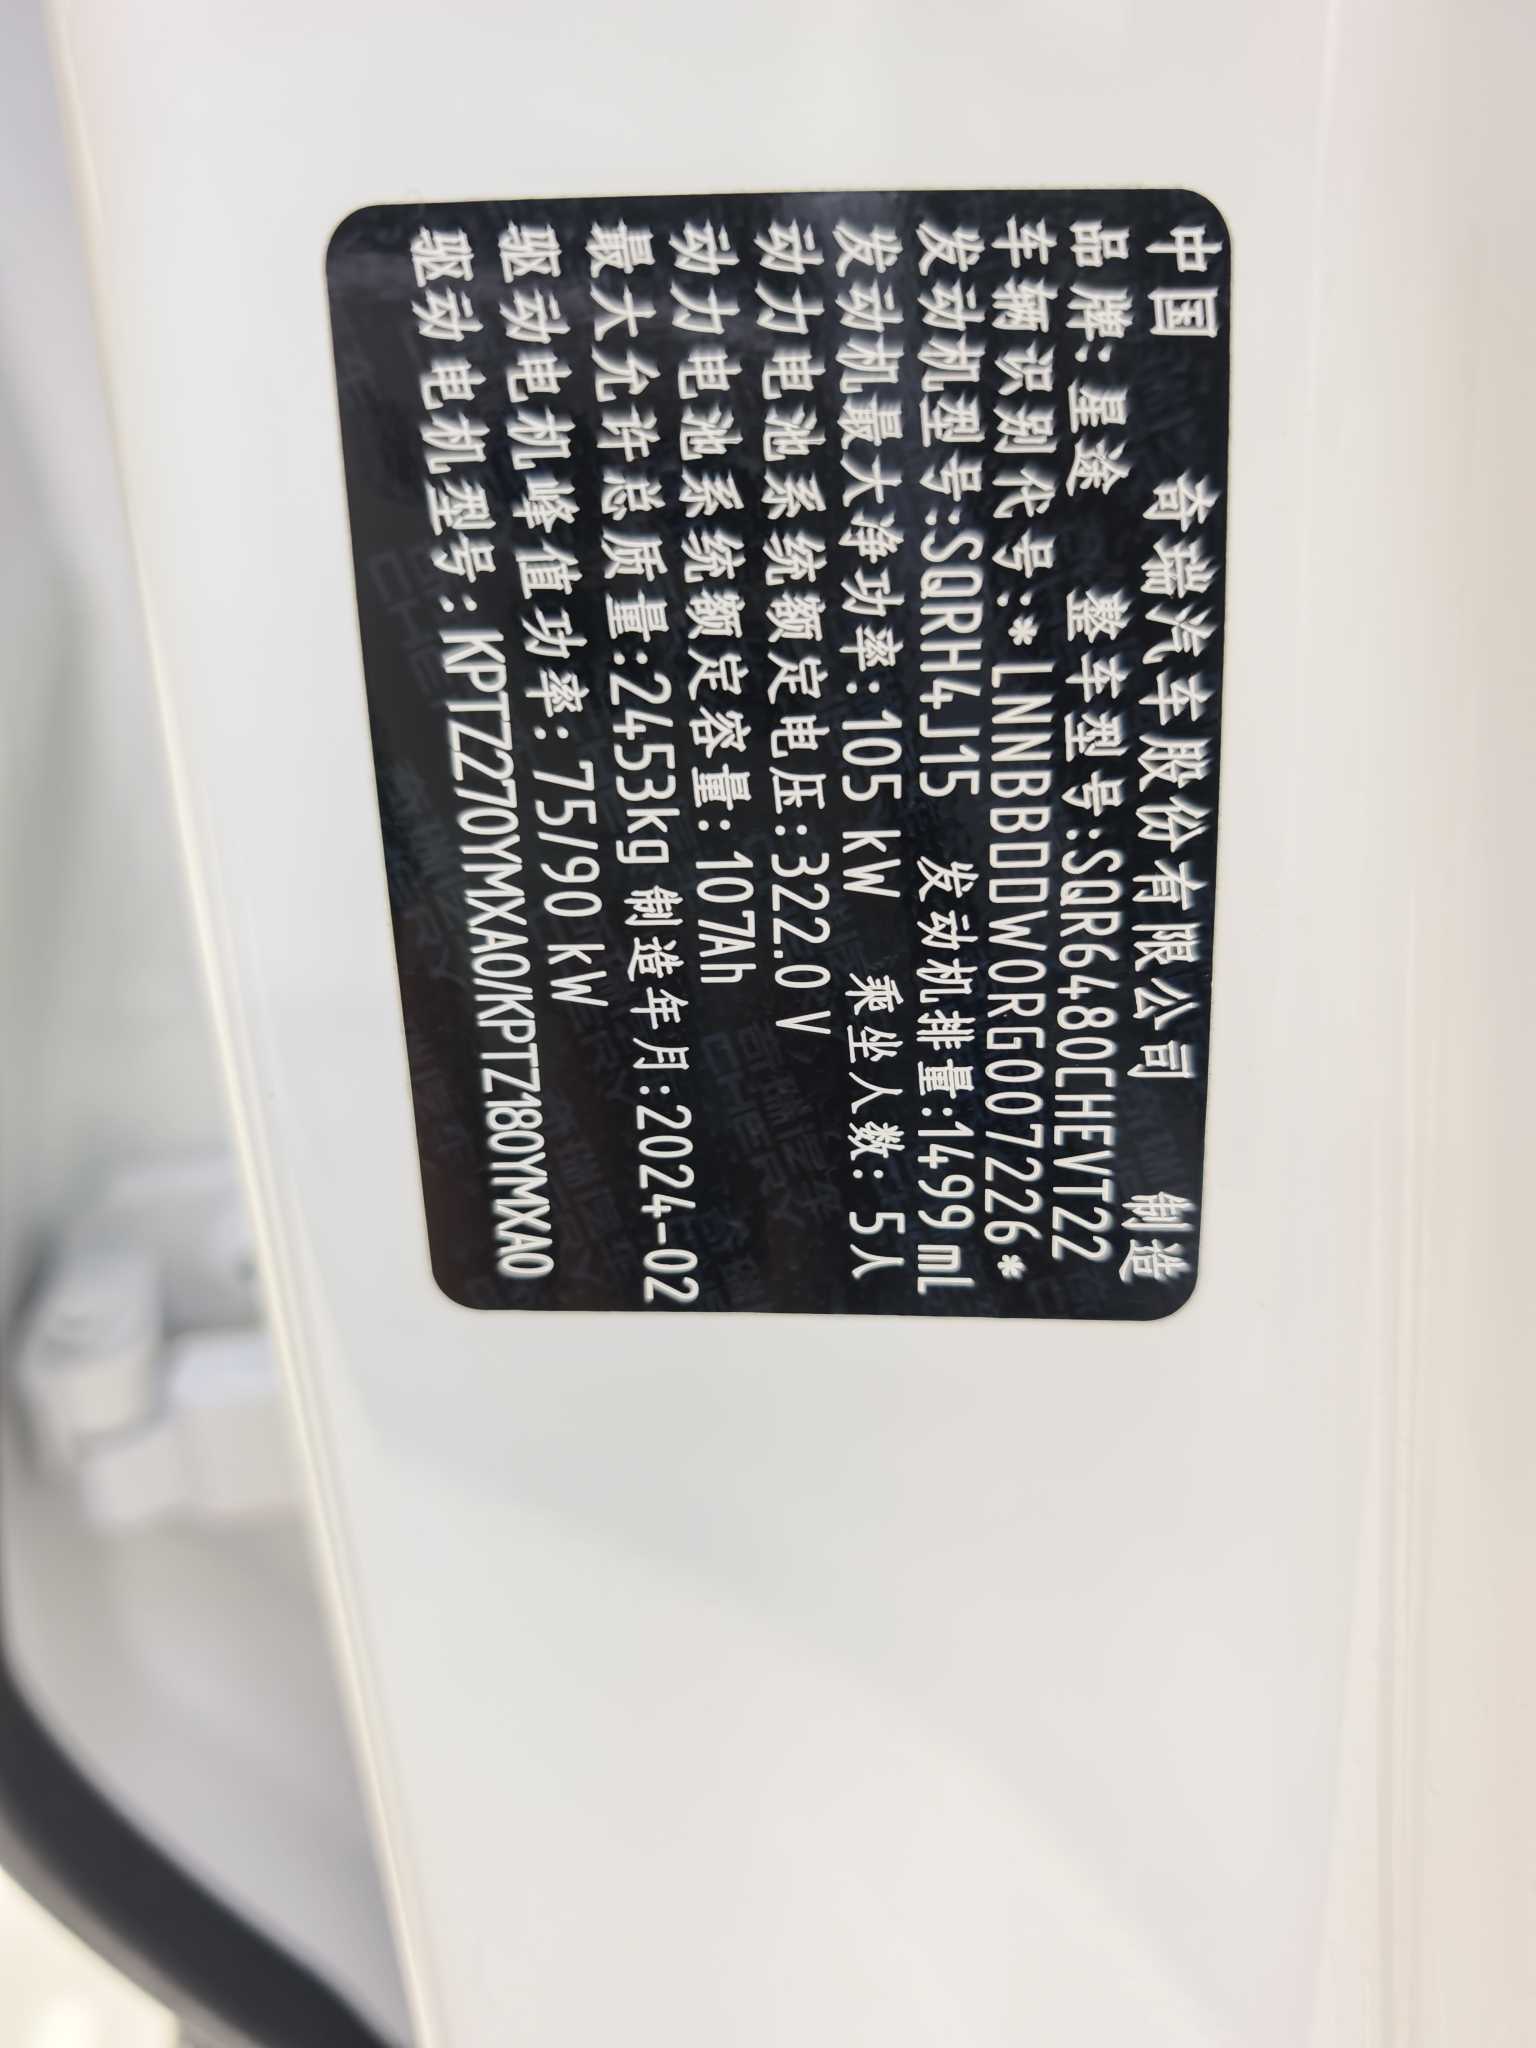 中国 奇瑞汽车股份有限公司 制造
品牌:星途 整车型号:SQR6480CHEVT22
车辆识别代号:*LNNBBDDW0RG007226*
发动机型号:SQRH4J15 发动机排量:1499mL
发动机最大净功率:105 kW 乘坐人数:5人
动力电池系统额定电压:322.0 V
动力电池系统额定容量:107Ah
最大允许总质量:2453kg 制造年月:2024-02
驱动电机峰值功率:75/90 kW
驱动电机型号:KPTZ270YMXA0/KPTZ180YMXA0